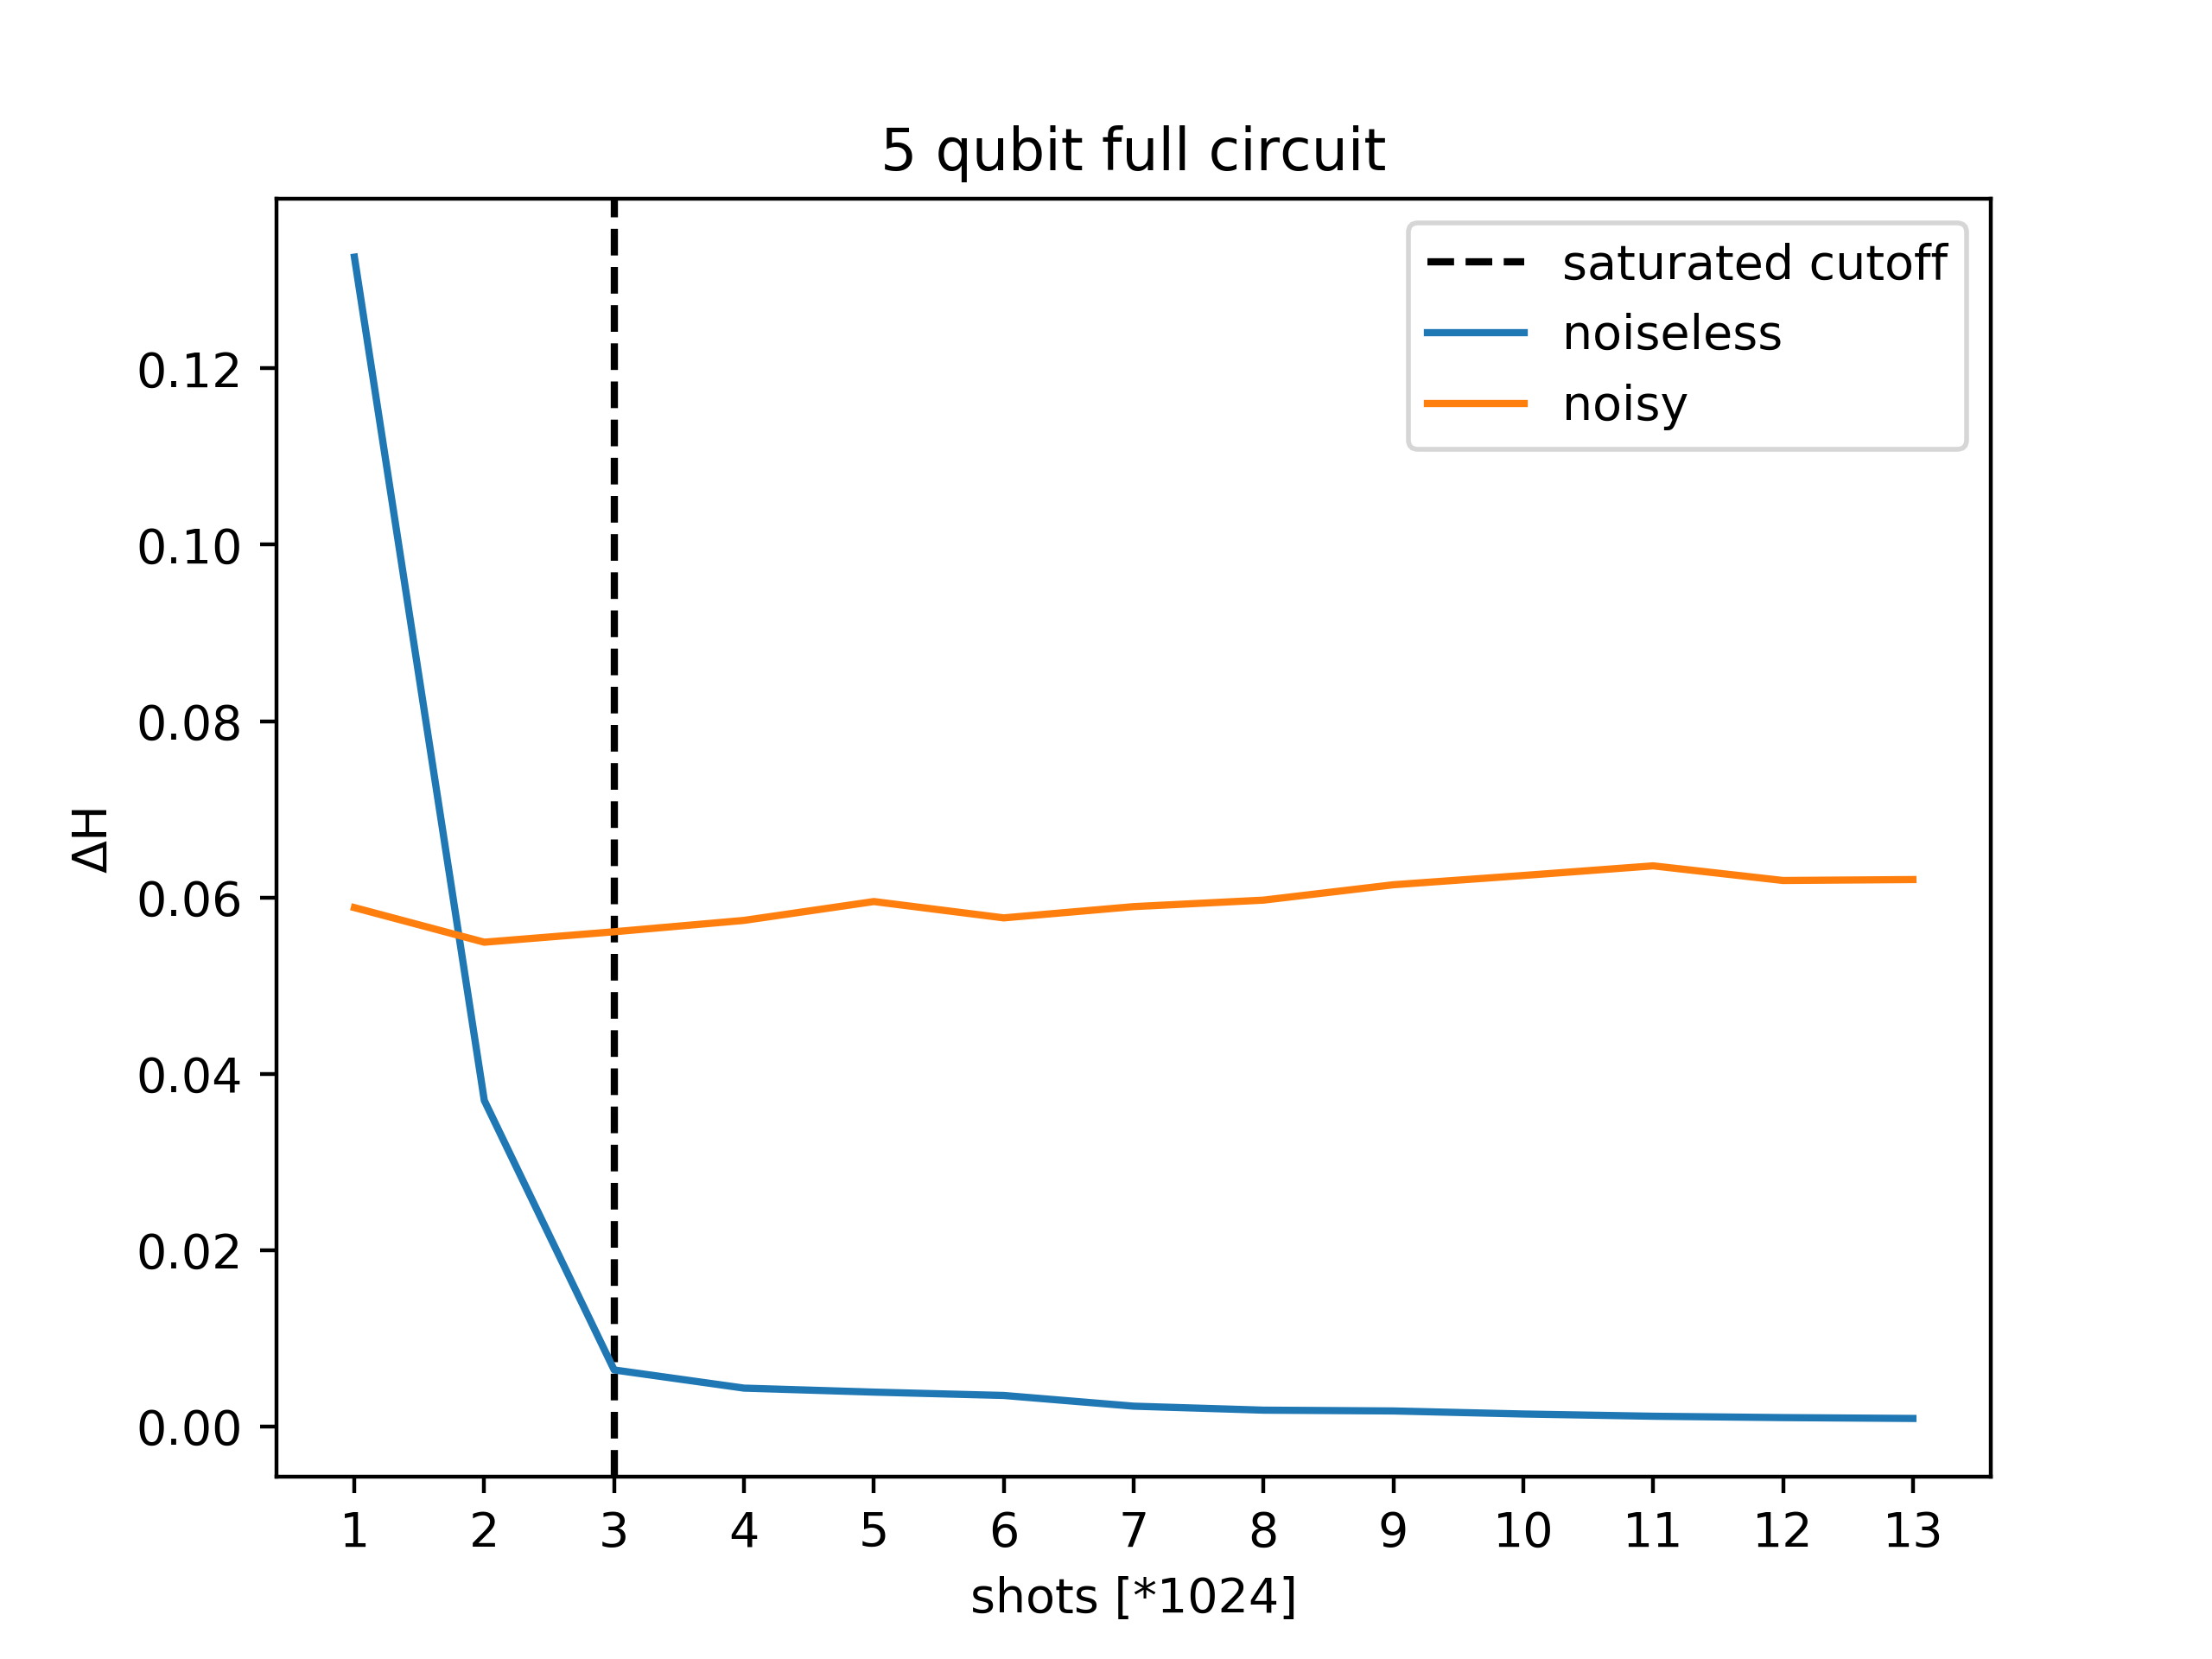 5 qubit full circuit
saturated cutoff
noiseless
noisy
0.12
0.10
0.08
0.06
0.04
0.02
0.00
ΔH
1 2 3 4 5 6 7 8 9 10 11 12 13
shots [*1024]